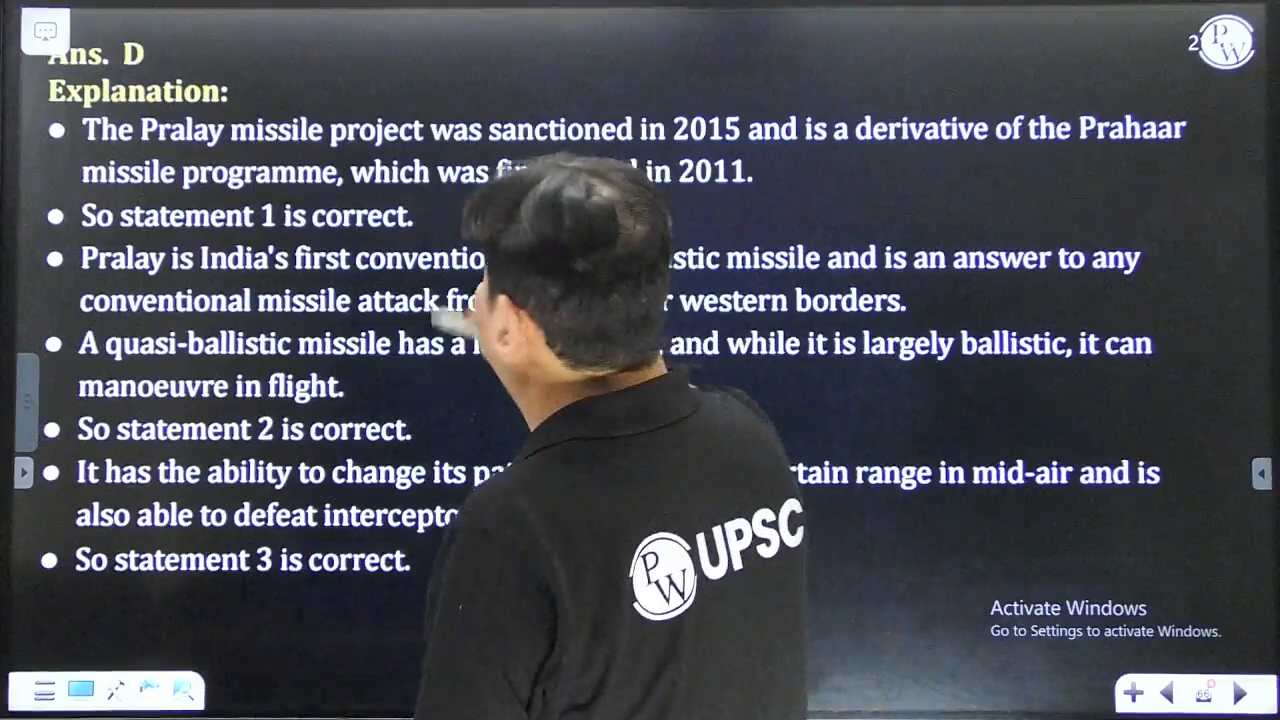 Ans. D
2
P
W
Explanation:
● The Pralay missile project was sanctioned in 2015 and is a derivative of the Prahaar
missile programme, which was in 2011.
● So statement 1 is correct.
● Pralay is India's first missile and is an answer to any
conventional missile attack western borders.
● A quasi-ballistic missile has a and while it is largely ballistic, it can
manoeuvre in flight.
● So statement 2 is correct.
● It has the ability to change its range in mid-air and is
also able to defeat
● So statement 3 is correct.
P
W
UPSC
Activate Windows
Go to Settings to activate Windows.
66